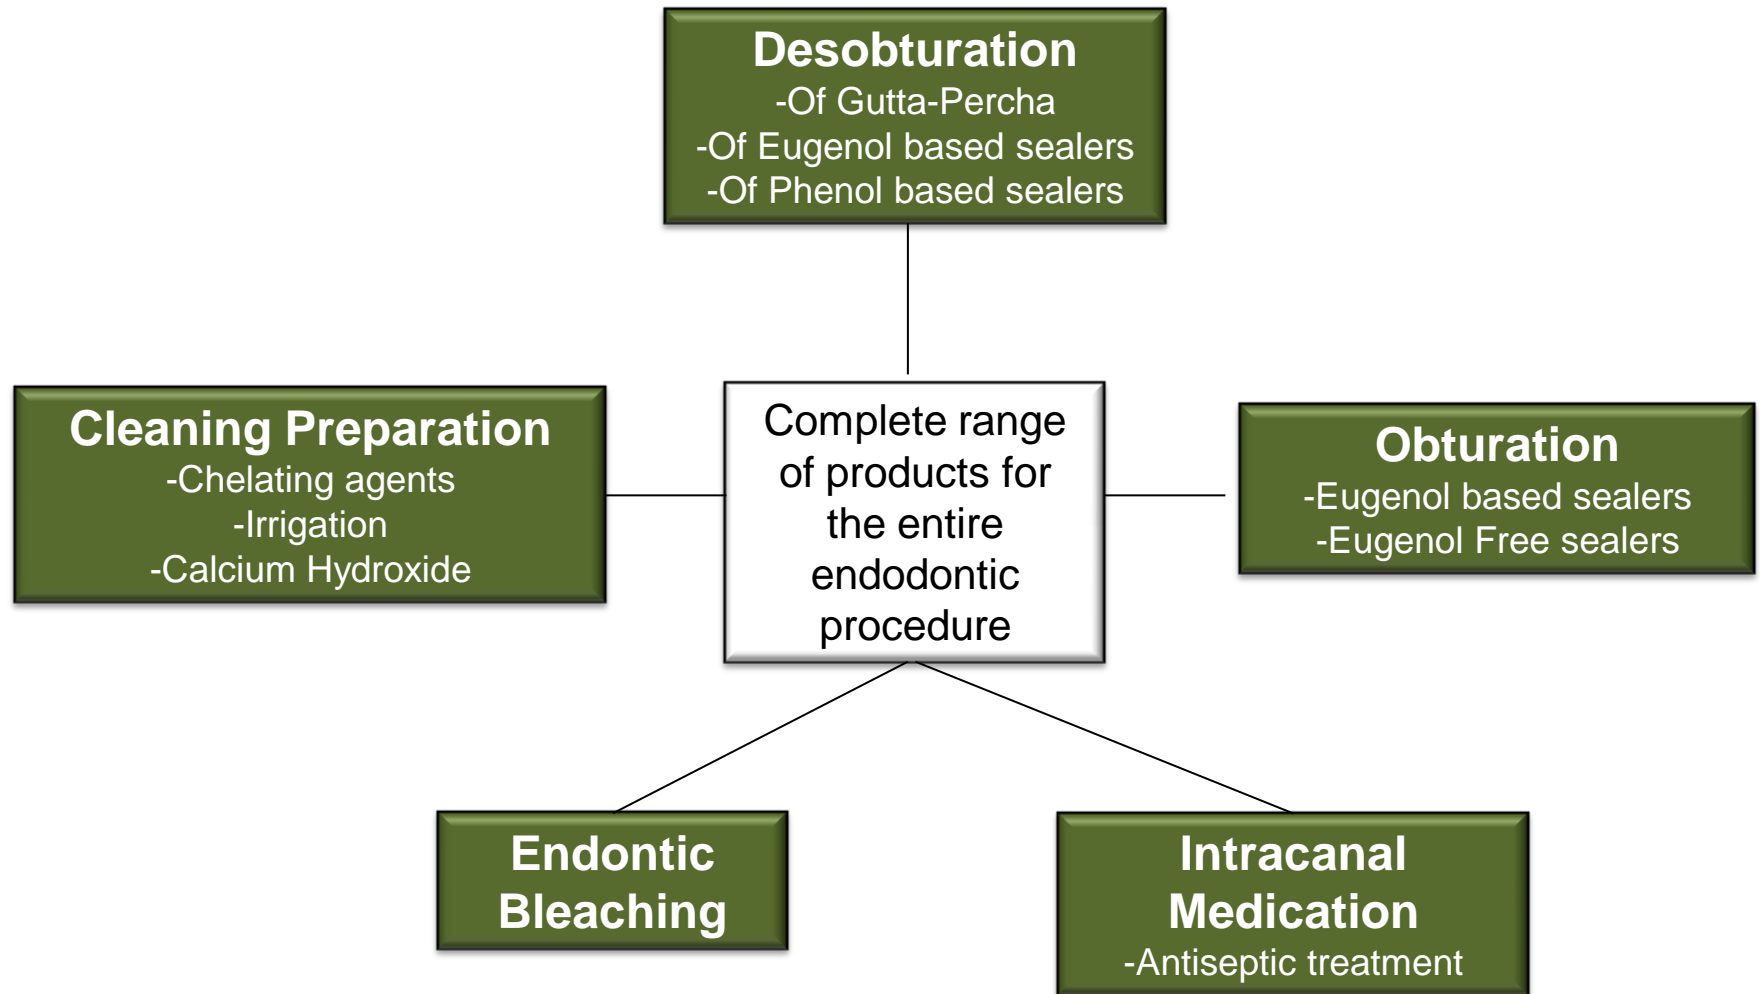 Desobturation
-Of Gutta-Percha
-Of Eugenol based sealers
-Of Phenol based sealers
Cleaning Preparation
-Chelating agents
-Irrigation
-Calcium Hydroxide
Complete range
of products for
the entire
endodontic
procedure
Obturation
-Eugenol based sealers
-Eugenol Free sealers
Endontic
Bleaching
Intracanal
Medication
-Antiseptic treatment